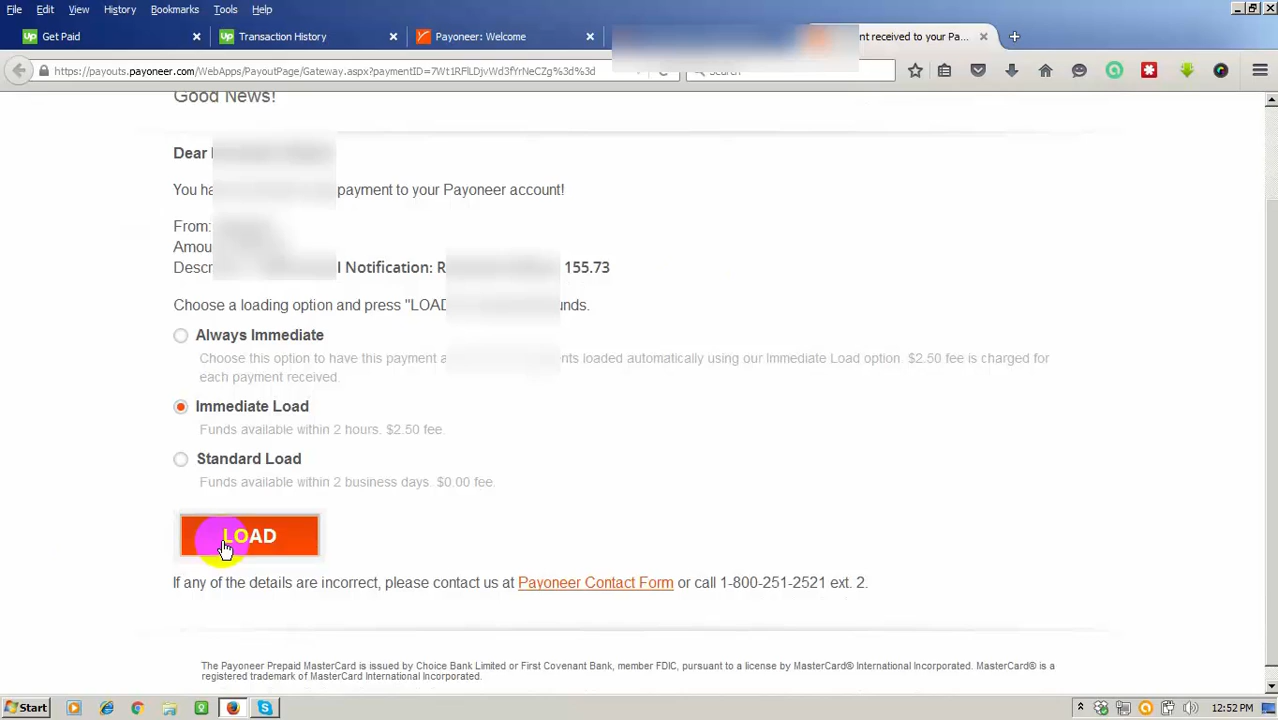 File Edit View History Bookmarks Tools Help
Get Paid Transaction History Payoneer: Welcome nt received to your Pa...
https://payouts.payoneer.com/WebApps/PayoutPage/Gateway.aspx?paymentID= Search
Good News!
Dear
You ha payment to your Payoneer account!
From:
Amou
Descr l Notification: R 155.73
Choose a loading option and press "LOAD unds.
Always Immediate
Choose this option to have this payment a nts loaded automatically using our Immediate Load option. $2.50 fee is charged for
each payment received.
Immediate Load
Funds available within 2 hours. $2.50 fee.
Standard Load
Funds available within 2 business days. $0.00 fee.
LOAD
If any of the details are incorrect, please contact us at Payoneer Contact Form or call 1-800-251-2521 ext. 2.
The Payoneer Prepaid MasterCard is issued by Choice Bank Limited or First Covenant Bank, member FDIC, pursuant to a license by MasterCard® International Incorporated. MasterCard® is a
registered trademark of MasterCard International Incorporated.
Start 12:52 PM